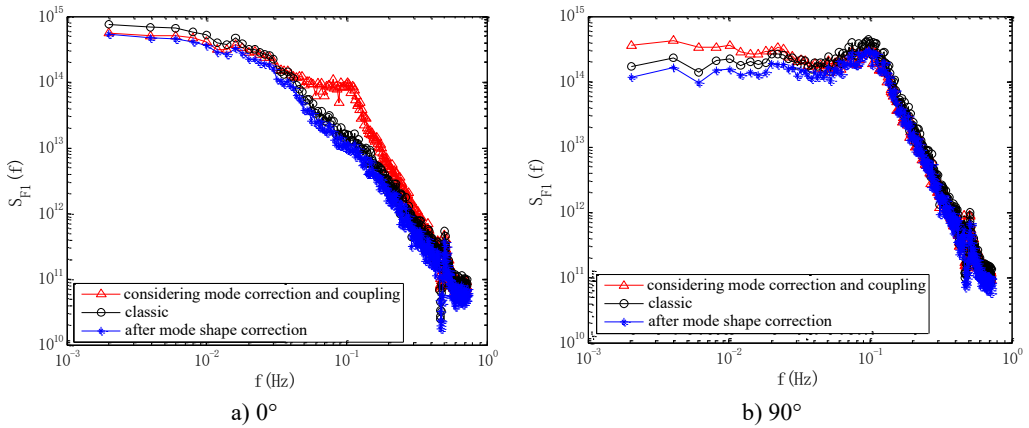 10^15
10^14
10^13
10^12
10^11
10^10
S_F1 (f)
considering mode correction and coupling
classic
after mode shape correction
10^-3 10^-2 10^-1 10^0
f(Hz)
a) 0°
10^15
10^14
10^13
10^12
10^11
10^10
S_F1 (f)
considering mode correction and coupling
classic
after mode shape correction
10^-3 10^-2 10^-1 10^0
f(Hz)
b) 90°